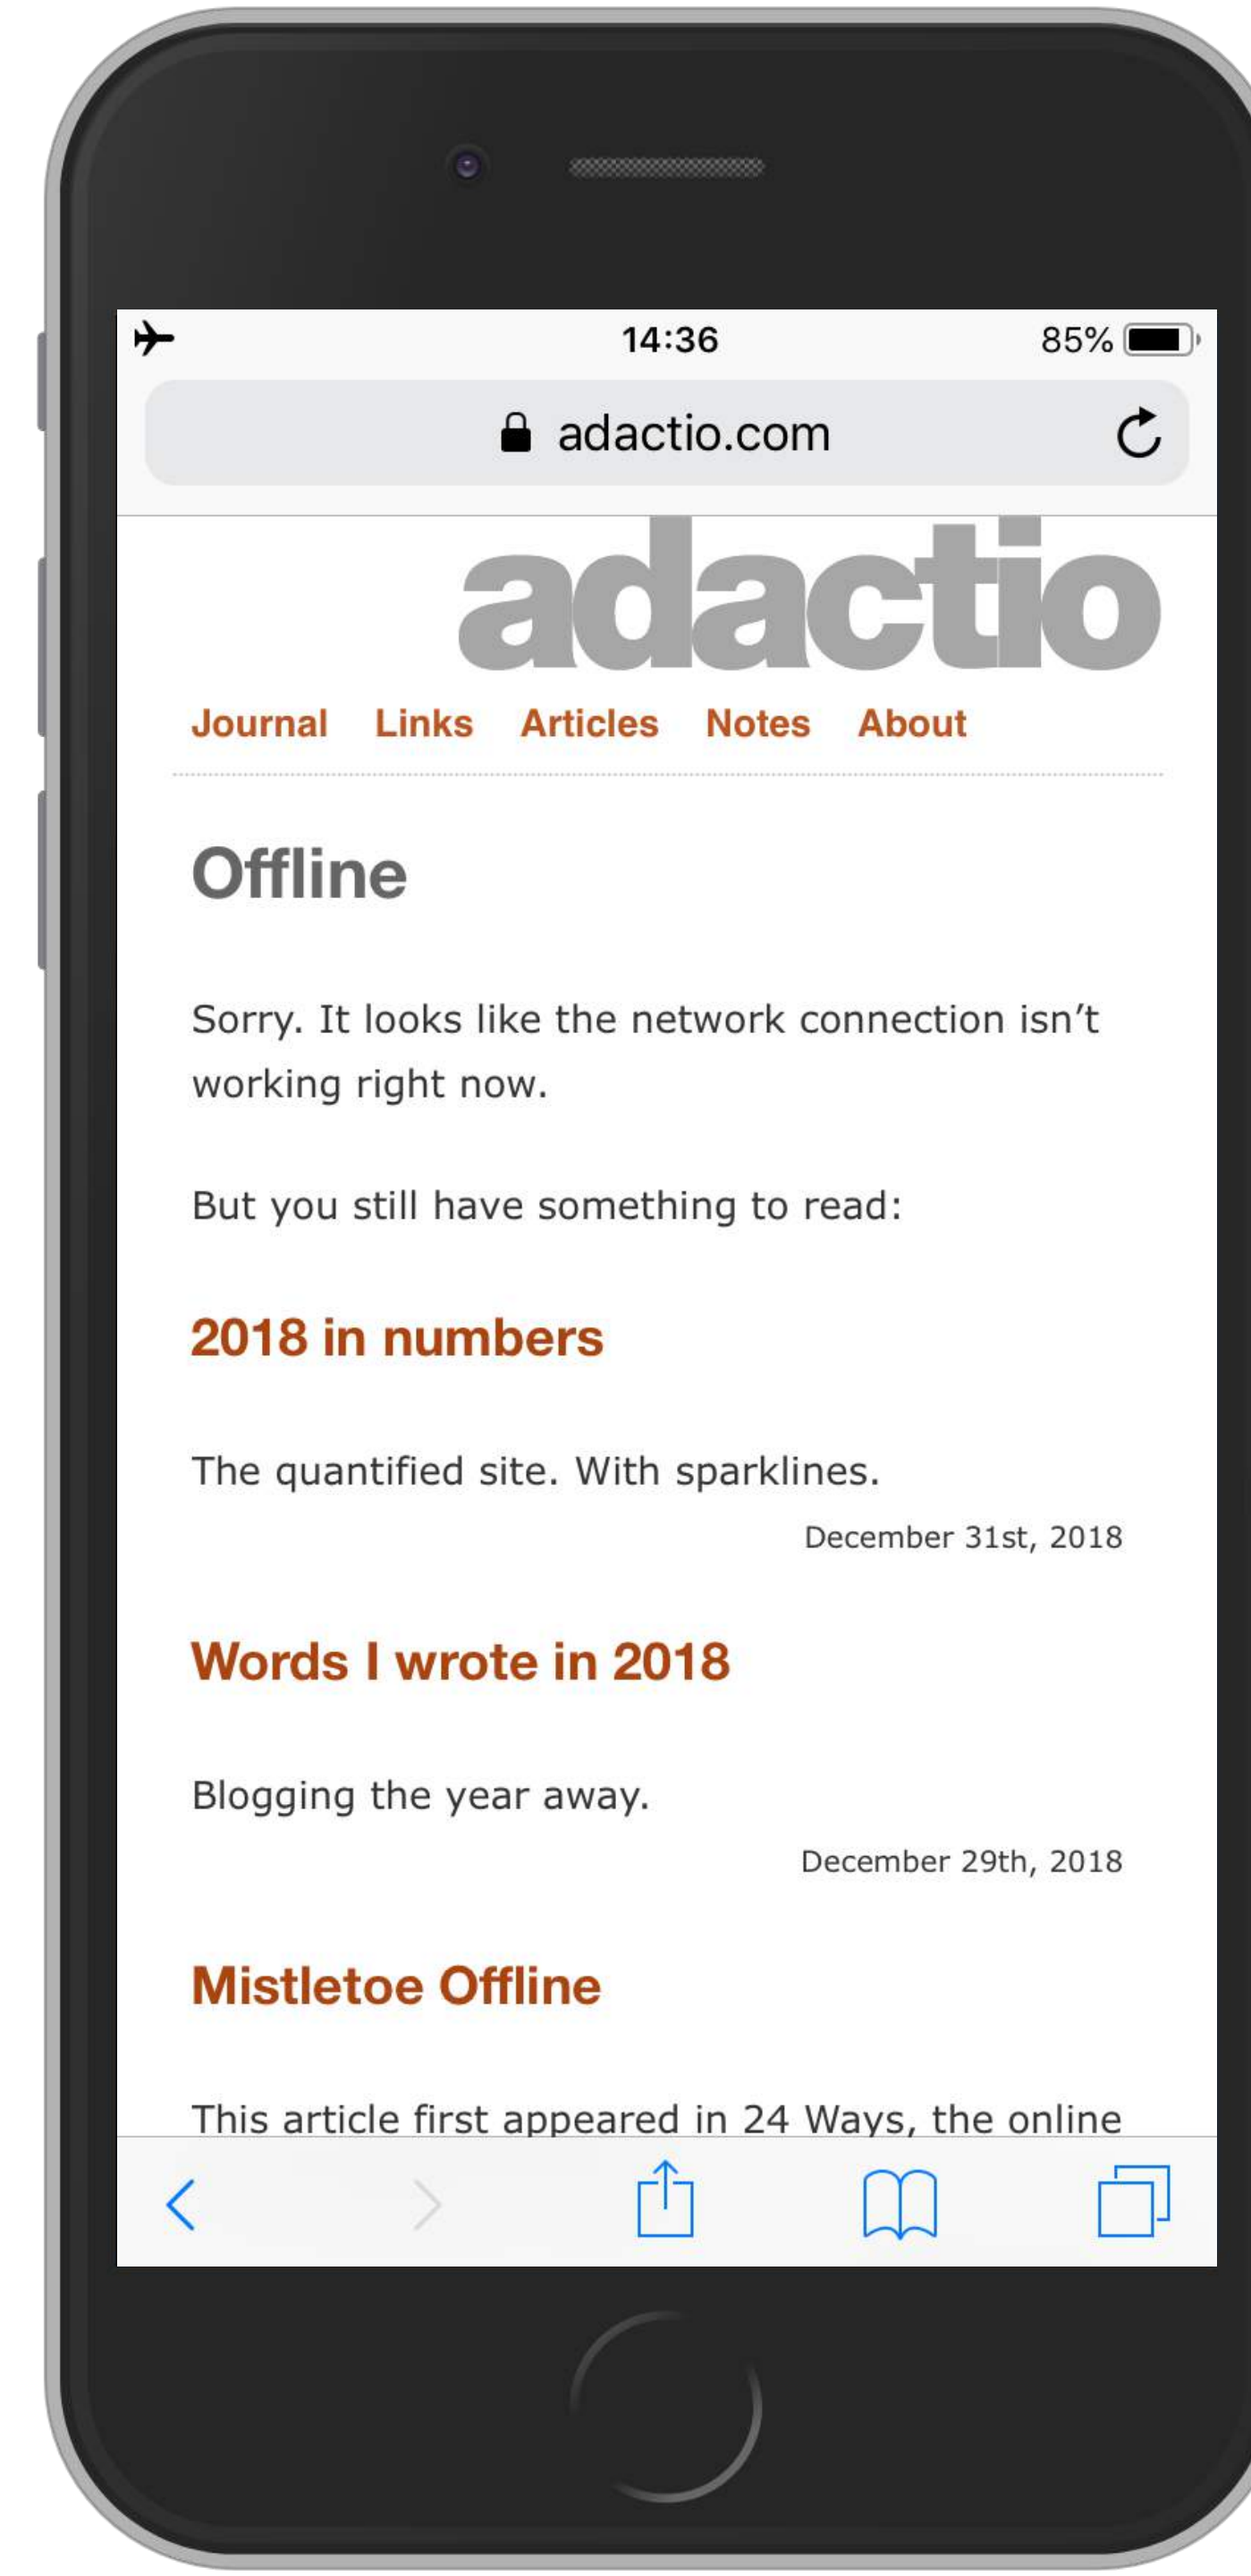 14:36 85%
adactio.com
adactio
Journal Links Articles Notes About
Offline
Sorry. It looks like the network connection isn’t
working right now.
But you still have something to read:
2018 in numbers
The quantified site. With sparklines.
December 31st, 2018
Words I wrote in 2018
Blogging the year away.
December 29th, 2018
Mistletoe Offline
This article first appeared in 24 Ways, the online